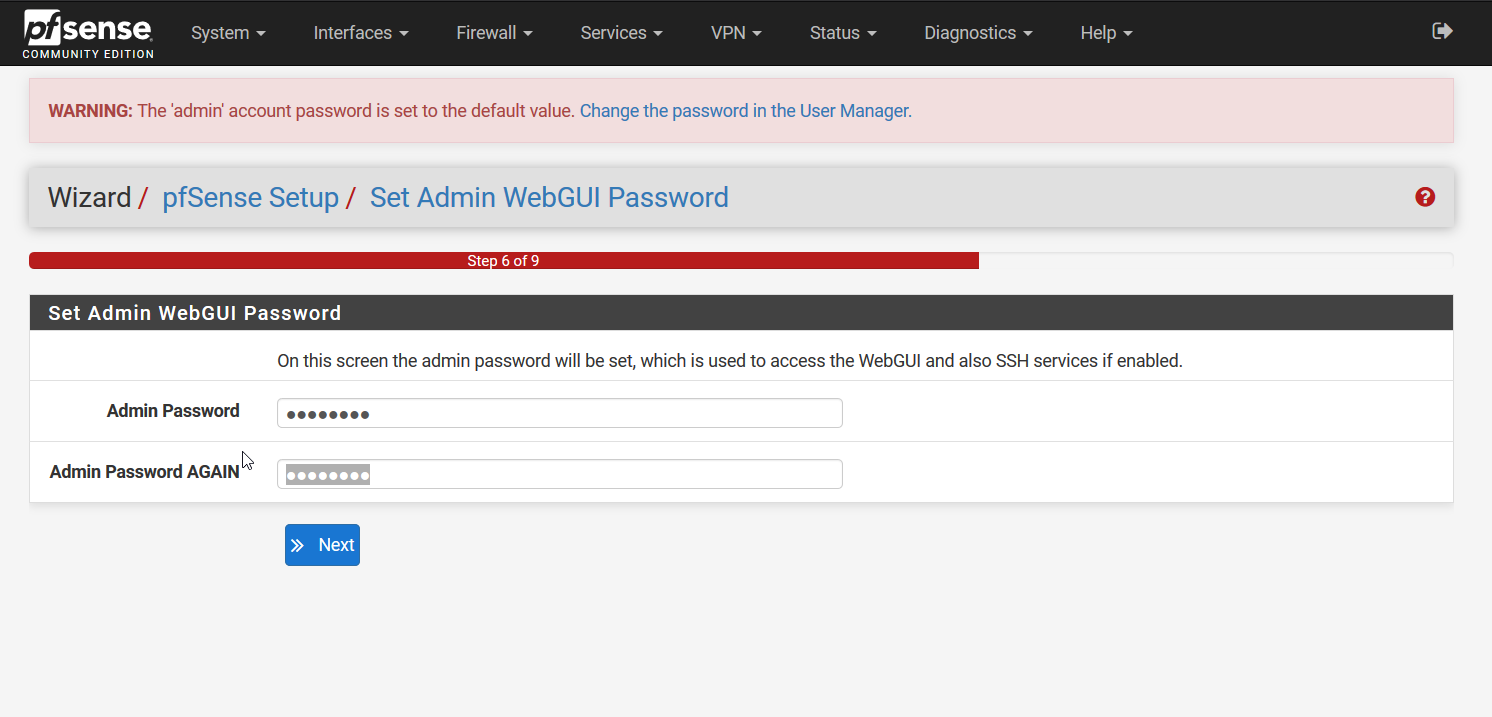 pfsense
COMMUNITY EDITION
System Interfaces Firewall Services VPN Status Diagnostics Help
WARNING: The 'admin' account password is set to the default value. Change the password in the User Manager.
Wizard / pfSense Setup / Set Admin WebGUI Password
Step 6 of 9
Set Admin WebGUI Password
On this screen the admin password will be set, which is used to access the WebGUI and also SSH services if enabled.
Admin Password ●●●●●●●●
Admin Password AGAIN ●●●●●●●●
Next